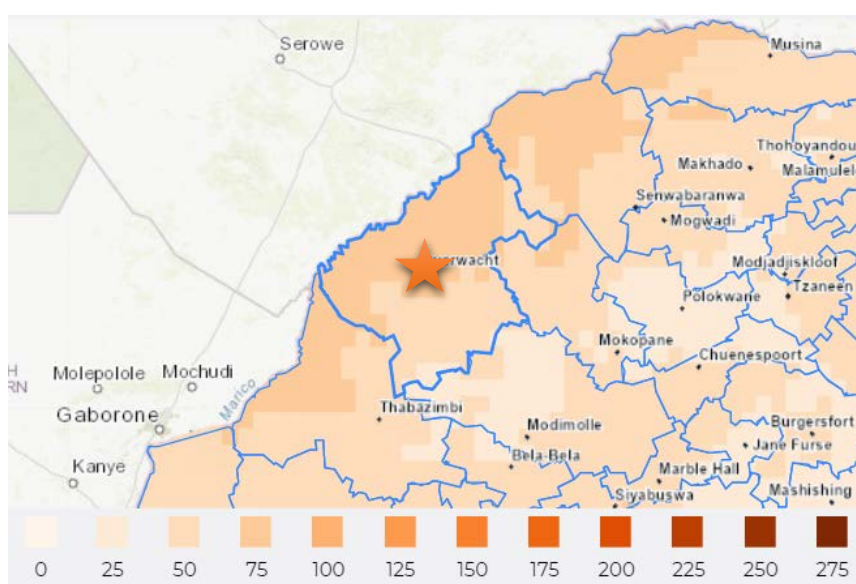 Serowe
Musina
Thohoyandou
Makhado
Malamulel
Senwabaranwa
Mogwadi
Modjadjiskloof
Tzaneen
Polokwane
Mokopane
Chuenespoort
Molepolole
Mochudi
Marico
Thabazimbi
Gaborone
Modimolle
Burgersfort
Jane Furse
Bela-Bela
Kanye
Marble Hall
Siyabuswa
Mashishing
0 25 50 75 100 125 150 175 200 225 250 275